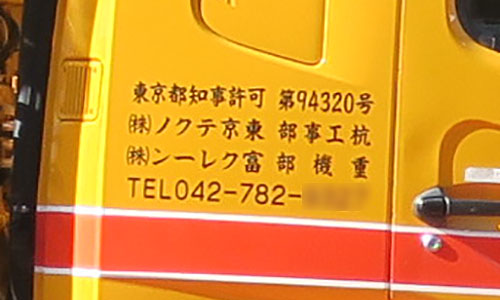 東京都知事許可 第94320号
㈱ノクテ京東 部事工杭
㈱ンーレク富 部機重
TEL042-782-